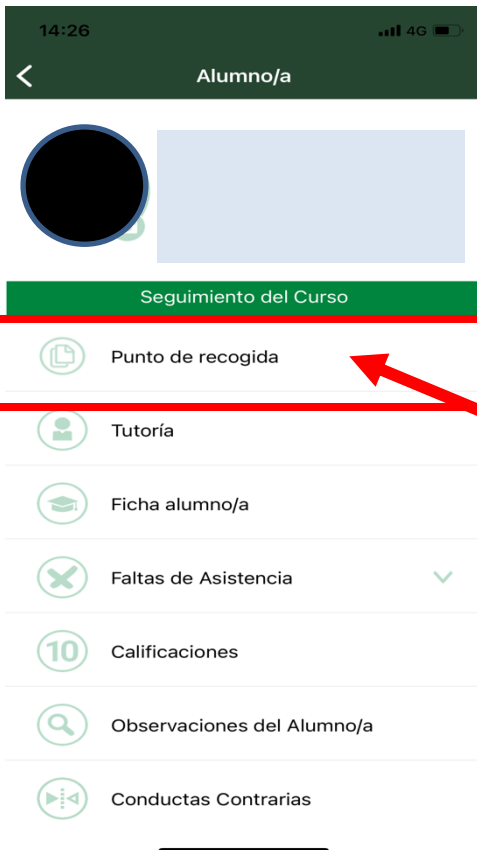 14:26
4G
Alumno/a
Seguimiento del Curso
Punto de recogida
Tutoría
Ficha alumno/a
Faltas de Asistencia
10
Calificaciones
Observaciones del Alumno/a
Conductas Contrarias